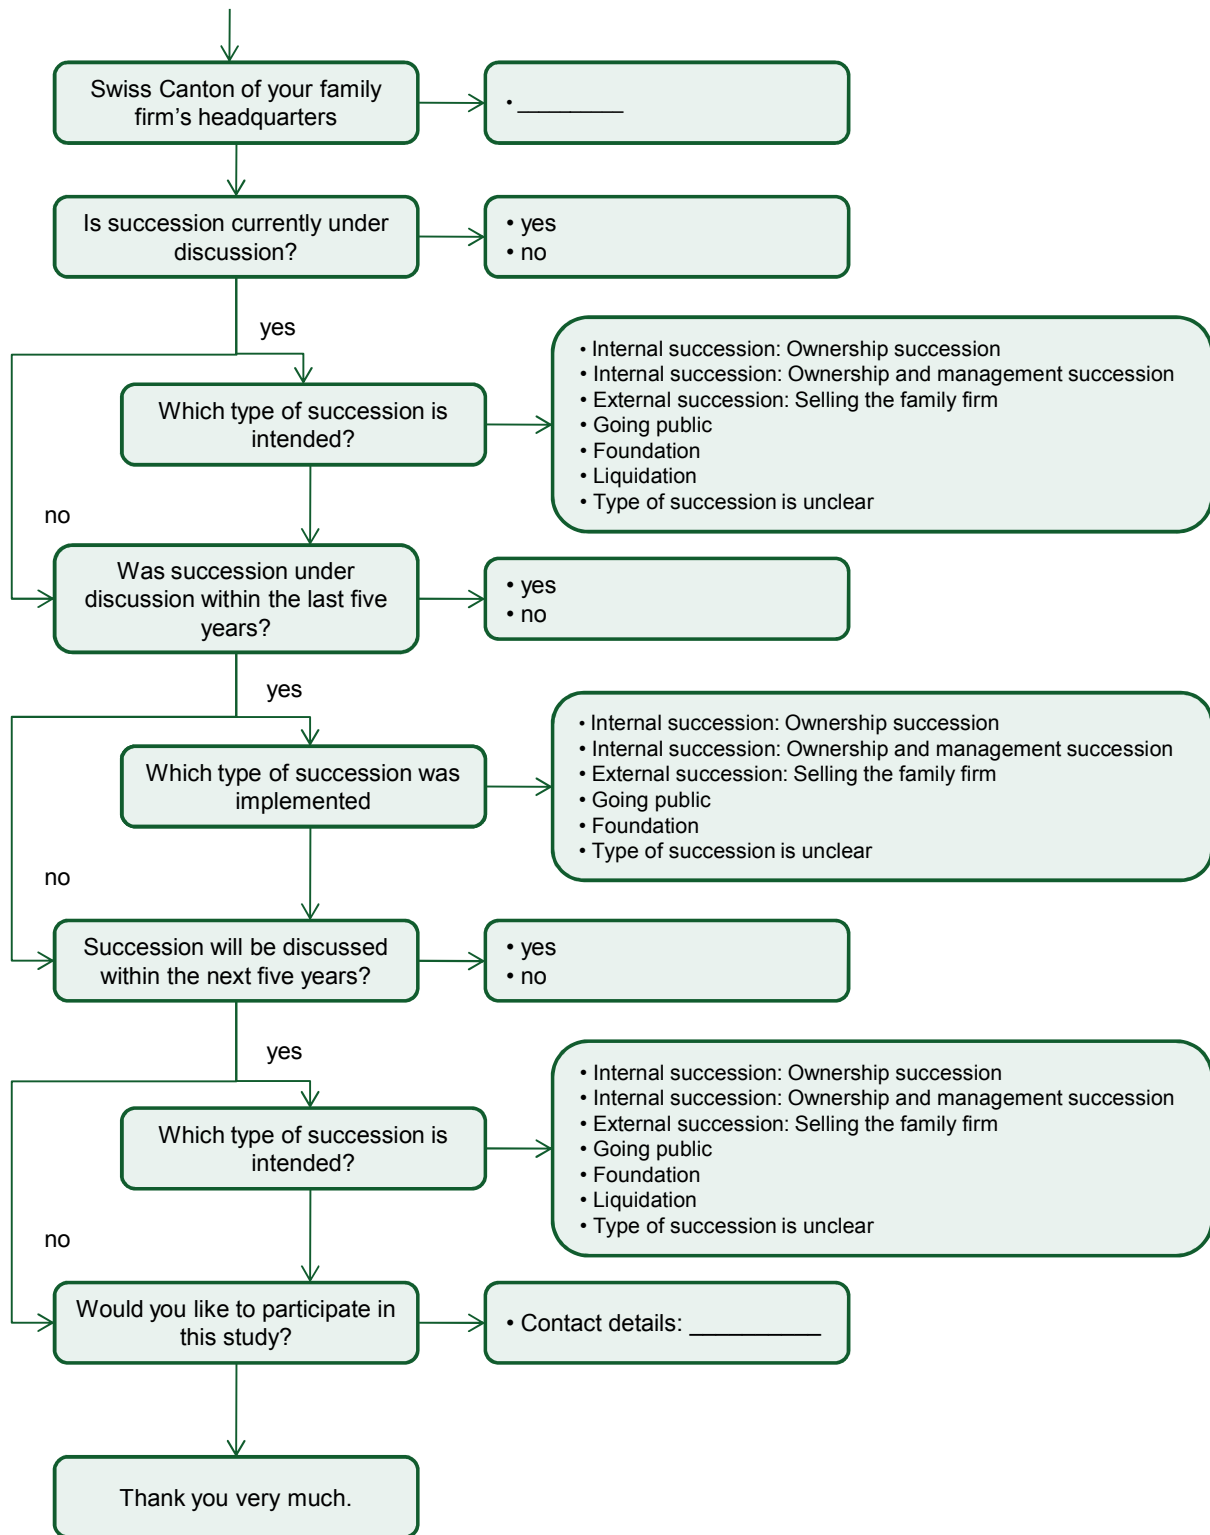 Swiss Canton of your family
firm's headquarters
• _________
Is succession currently under
discussion?
• yes
• no
yes
• Internal succession: Ownership succession
• Internal succession: Ownership and management succession
• External succession: Selling the family firm
• Going public
• Foundation
• Liquidation
• Type of succession is unclear
Which type of succession is
intended?
no
Was succession under
discussion within the last five
years?
• yes
• no
yes
• Internal succession: Ownership succession
• Internal succession: Ownership and management succession
• External succession: Selling the family firm
• Going public
• Foundation
• Type of succession is unclear
Which type of succession was
implemented
no
Succession will be discussed
within the next five years?
• yes
• no
yes
• Internal succession: Ownership succession
• Internal succession: Ownership and management succession
• External succession: Selling the family firm
• Going public
• Foundation
• Liquidation
• Type of succession is unclear
Which type of succession is
intended?
no
Would you like to participate in
this study?
• Contact details: ___________
Thank you very much.